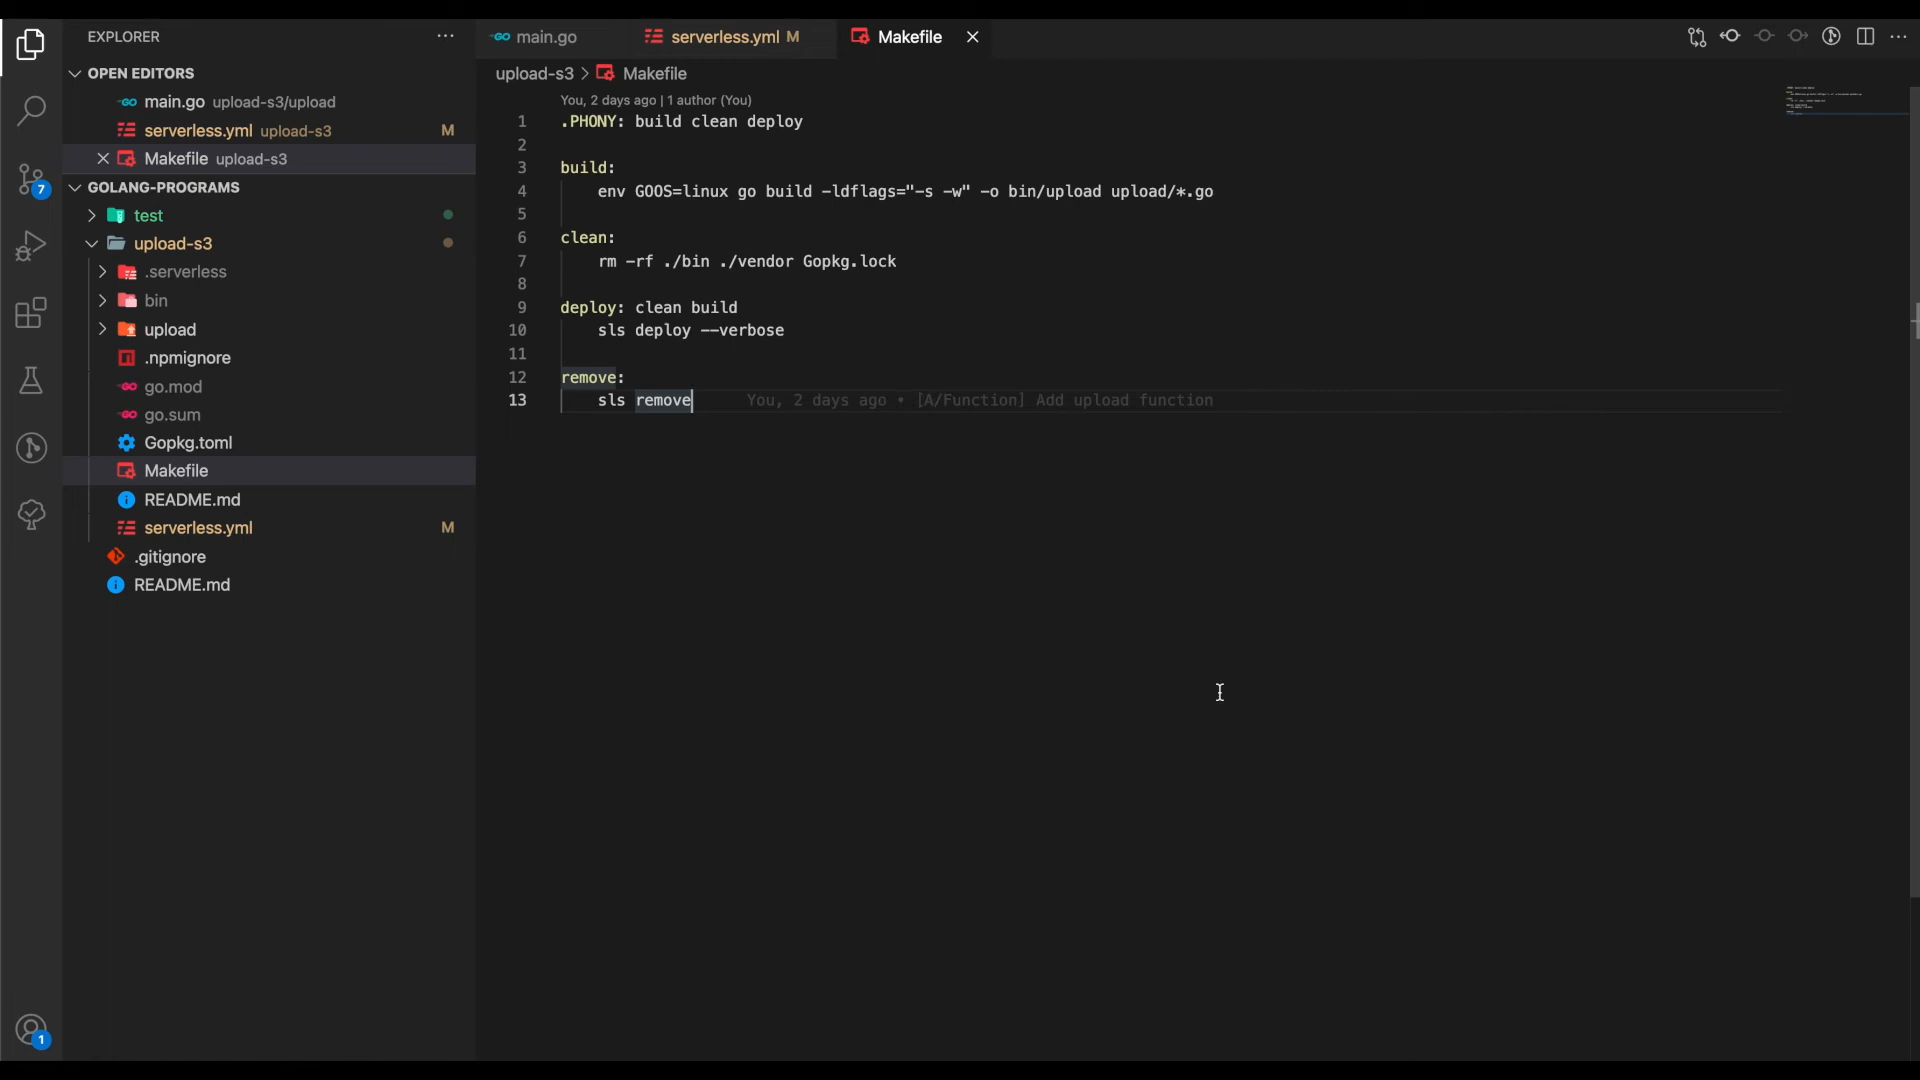 EXPLORER
OPEN EDITORS
main.go upload-s3/upload
serverless.yml upload-s3 M
Makefile upload-s3
GOLANG-PROGRAMS
test
upload-s3
.serverless
bin
upload
.npmignore
go.mod
go.sum
Gopkg.toml
Makefile
README.md
serverless.yml M
.gitignore
README.md
7
1
main.go
serverless.yml M
Makefile
upload-s3 > Makefile
You, 2 days ago | 1 author (You)
1 .PHONY: build clean deploy
2
3 build:
4 env GOOS=linux go build -ldflags="-s -w" -o bin/upload upload/*.go
5
6 clean:
7 rm -rf ./bin ./vendor Gopkg.lock
8
9 deploy: clean build
10 sls deploy --verbose
11
12 remove:
13 sls remove You, 2 days ago • [A/Function] Add upload function